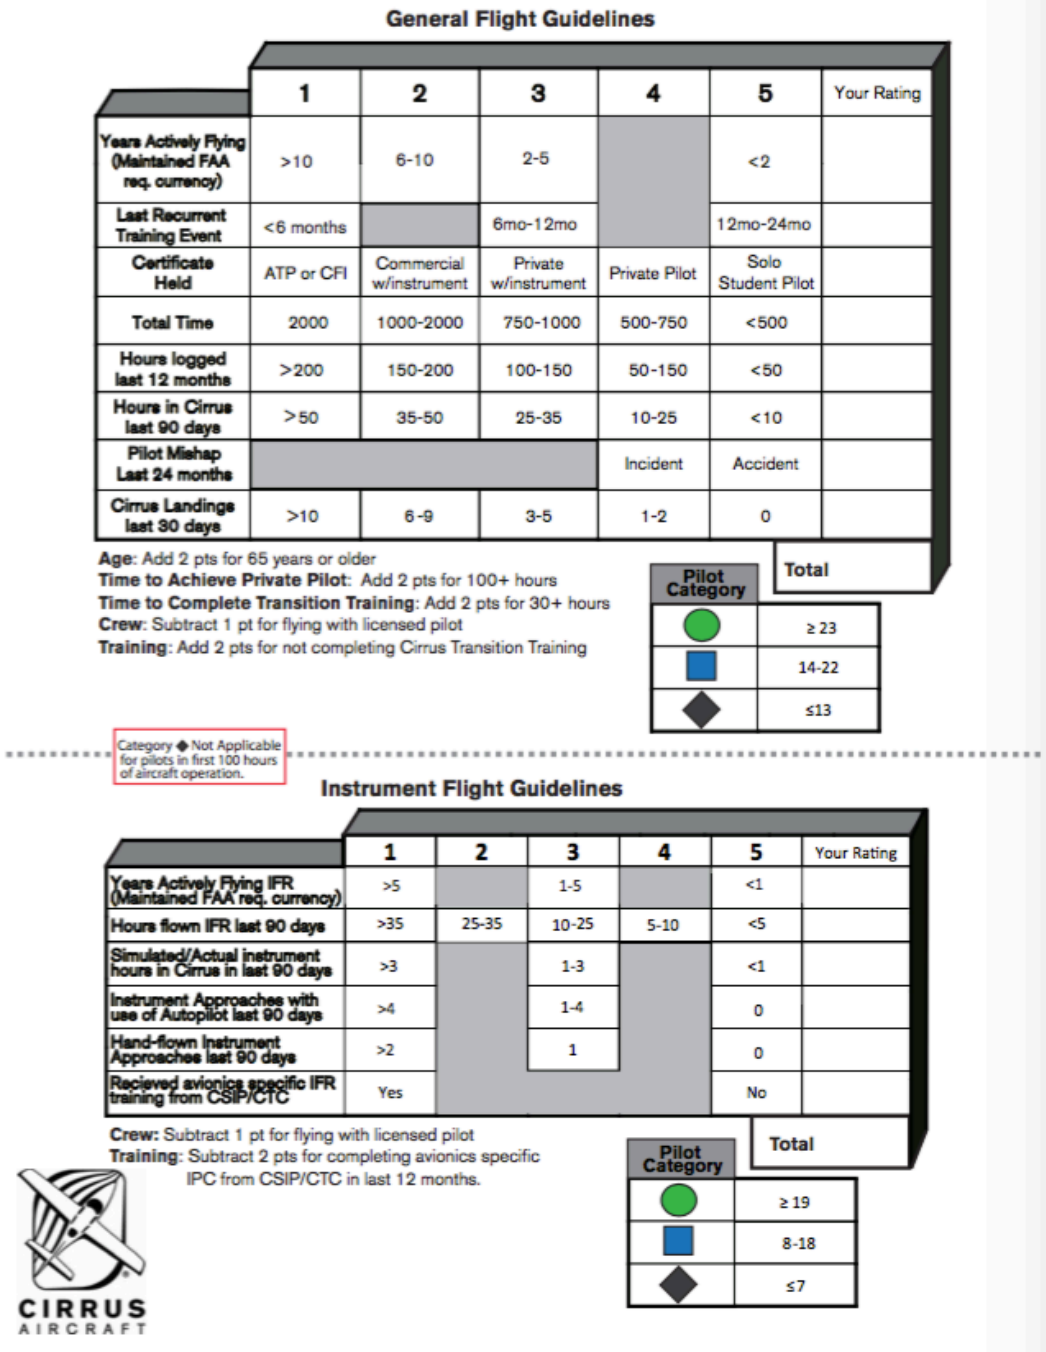 General Flight Guidelines
1 2 3 4 5 Your Rating
Years Actively Flying
(Maintained FAA
req. currency)
>10 6-10 2-5 <2
Last Recurrent
Training Event
<6 months 6mo-12mo 12mo-24mo
Certificate
Held
ATP or CFI
Commercial
w/instrument
Private
w/instrument
Private Pilot
Solo
Student Pilot
Total Time 2000 1000-2000 750-1000 500-750 <500
Hours logged
last 12 months
>200 150-200 100-150 50-150 <50
Hours in Cirrus
last 90 days
>50 35-50 25-35 10-25 <10
Pilot Mishap
Last 24 months
Incident Accident
Cirrus Landings
last 30 days
>10 6-9 3-5 1-2 0
Total
Age: Add 2 pts for 65 years or older
Time to Achieve Private Pilot: Add 2 pts for 100+ hours
Time to Complete Transition Training: Add 2 pts for 30+ hours
Crew: Subtract 1 pt for flying with licensed pilot
Training: Add 2 pts for not completing Cirrus Transition Training
Pilot
Category
≥ 23
14-22
≤13
Category ◆ Not Applicable
for pilots in first 100 hours
of aircraft operation.
Instrument Flight Guidelines
1 2 3 4 5 Your Rating
Years Actively Flying IFR
(Maintained FAA req. currency)
>5 1-5 <1
Hours flown IFR last 90 days >35 25-35 10-25 5-10 <5
Simulated/Actual instrument
hours in Cirrus in last 90 days
>3 1-3 <1
Instrument Approaches with
use of Autopilot last 90 days
>4 1-4 0
Hand-flown Instrument
Approaches last 90 days
>2 1 0
Recieved avionics specific IFR
training from CSIP/CTC
Yes No
Total
Crew: Subtract 1 pt for flying with licensed pilot
Training: Subtract 2 pts for completing avionics specific
IPC from CSIP/CTC in last 12 months.
Pilot
Category
≥ 19
8-18
≤7
CIRRUS
AIRCRAFT